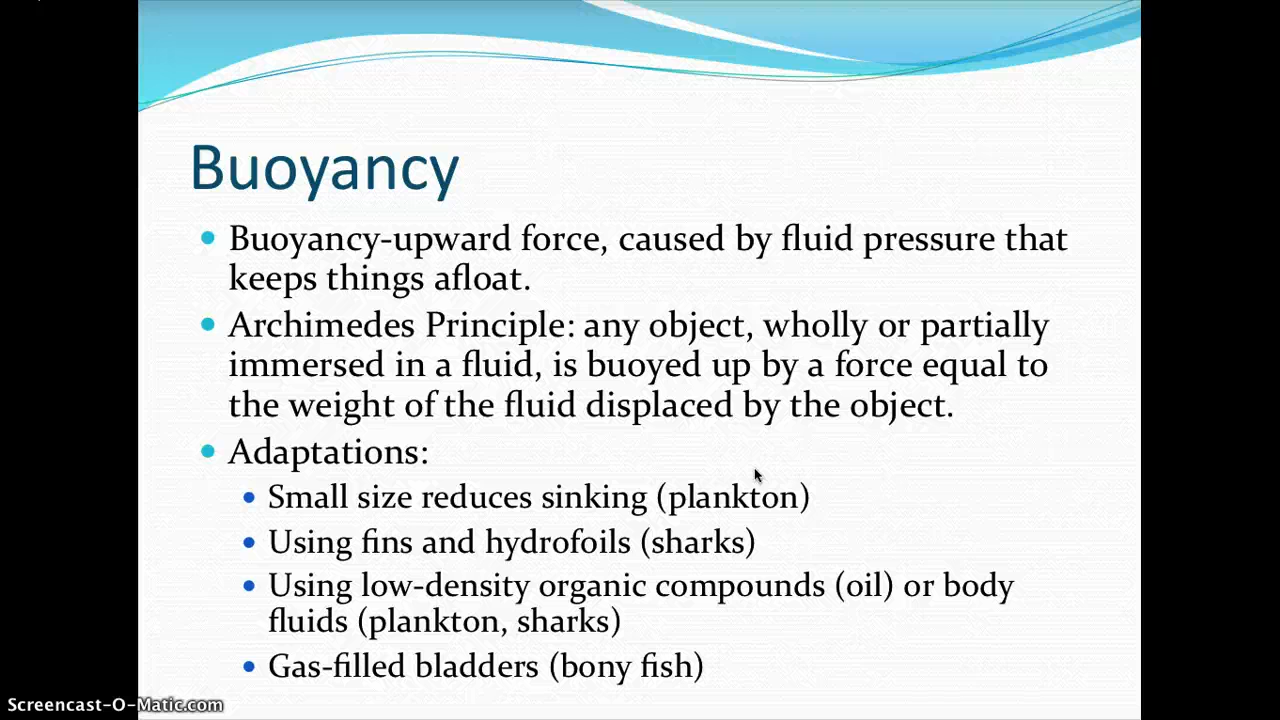 Buoyancy
• Buoyancy-upward force, caused by fluid pressure that
keeps things afloat.
• Archimedes Principle: any object, wholly or partially
immersed in a fluid, is buoyed up by a force equal to
the weight of the fluid displaced by the object.
• Adaptations:
• Small size reduces sinking (plankton)
• Using fins and hydrofoils (sharks)
• Using low-density organic compounds (oil) or body
fluids (plankton, sharks)
• Gas-filled bladders (bony fish)
Screencast-O-Matic.com